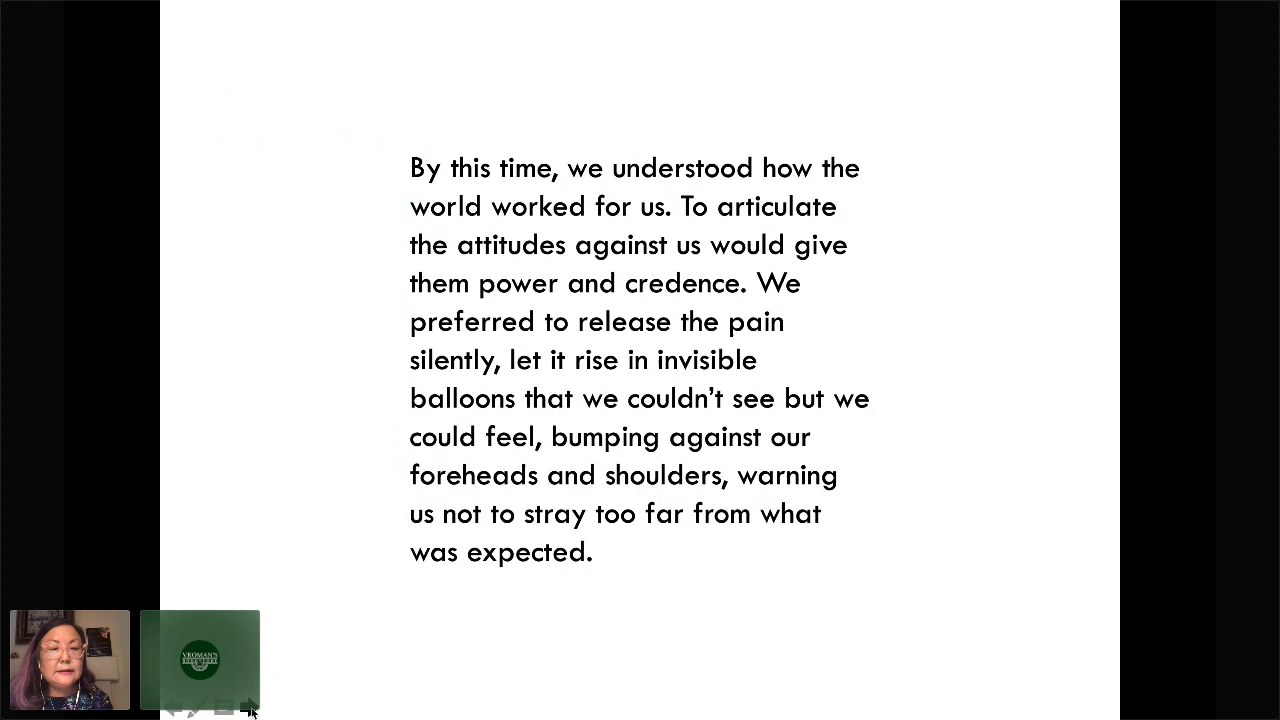 By this time, we understood how the
world worked for us. To articulate
the attitudes against us would give
them power and credence. We
preferred to release the pain
silently, let it rise in invisible
balloons that we couldn’t see but we
could feel, bumping against our
foreheads and shoulders, warning
us not to stray too far from what
was expected.
VROMAN'S
BOOKSTORE